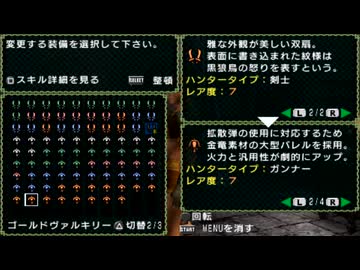 変更する装備を選択して下さい。
スキル詳細を見る SELECT 整頓
ゴールドヴァルキリー 切替2/3
雅な外観が美しい双扇。
表面に書き込まれた紋様は
黒狼鳥の怒りを表すという。
ハンタータイプ：剣士
レア度：7
L 2/2 R
拡散弾の使用に対応するため
金竜素材の大型バレルを採用。
火力と汎用性が劇的にアップ。
ハンタータイプ：ガンナー
レア度：7
L 2/4 R
回転
START MENUを消す